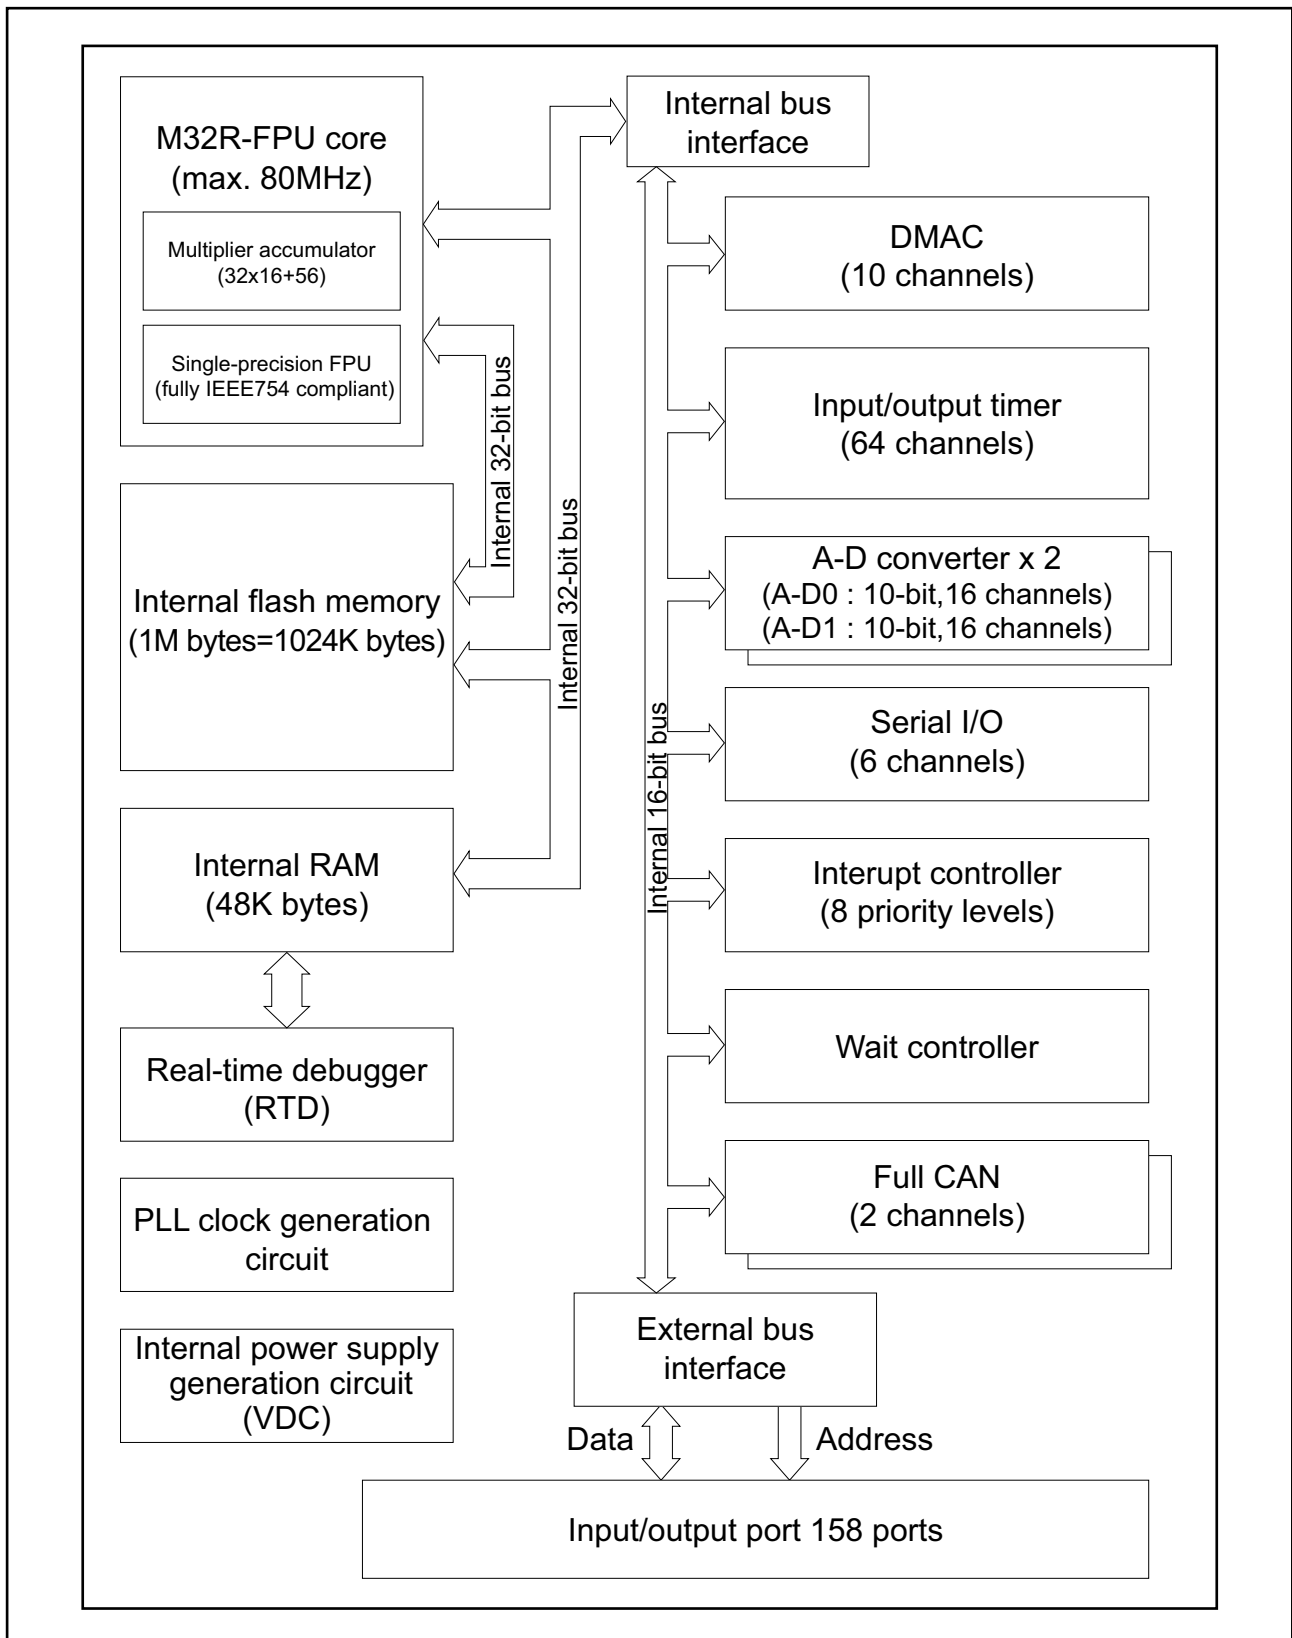 M32R-FPU core
(max. 80MHz)
Multiplier accumulator
(32x16+56)
Single-precision FPU
(fully IEEE754 compliant)
Internal flash memory
(1M bytes=1024K bytes)
Internal RAM
(48K bytes)
Real-time debugger
(RTD)
PLL clock generation
circuit
Internal power supply
generation circuit
(VDC)
Internal 32-bit bus
Internal 32-bit bus
Internal bus
interface
Internal 16-bit bus
DMAC
(10 channels)
Input/output timer
(64 channels)
A-D converter x 2
(A-D0 : 10-bit,16 channels)
(A-D1 : 10-bit,16 channels)
Serial I/O
(6 channels)
Interupt controller
(8 priority levels)
Wait controller
Full CAN
(2 channels)
External bus
interface
Data
Address
Input/output port 158 ports